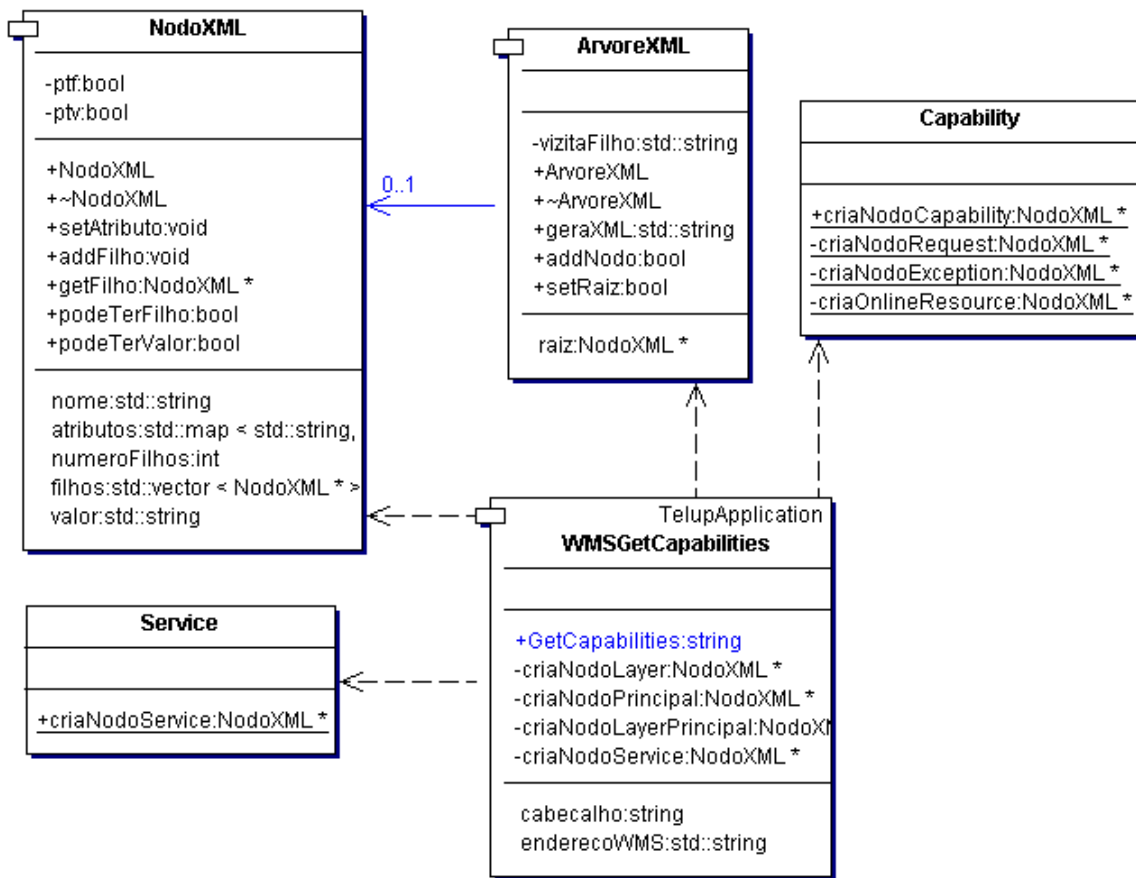 NodoXML
-ptf:bool
-ptv:bool
+NodoXML
+~NodoXML
+setAtributo:void
+addFilho:void
+getFilho:NodoXML *
+podeTerFilho:bool
+podeTerValor:bool
nome:std::string
atributos:std::map < std::string,
numeroFilhos:int
filhos:std::vector < NodoXML * >
valor:std::string
0..1
ArvoreXML
-vizitaFilho:std::string
+ArvoreXML
+~ArvoreXML
+geraXML:std::string
+addNodo:bool
+setRaiz:bool
raiz:NodoXML *
Capability
+criaNodoCapability:NodoXML *
-criaNodoRequest:NodoXML *
-criaNodoException:NodoXML *
-criaOnlineResource:NodoXML *
Service
+criaNodoService:NodoXML *
TelupApplication
WMSGetCapabilities
+GetCapabilities:string
-criaNodoLayer:NodoXML *
-criaNodoPrincipal:NodoXML *
-criaNodoLayerPrincipal:NodoXM
-criaNodoService:NodoXML *
cabecalho:string
enderecoWMS:std::string